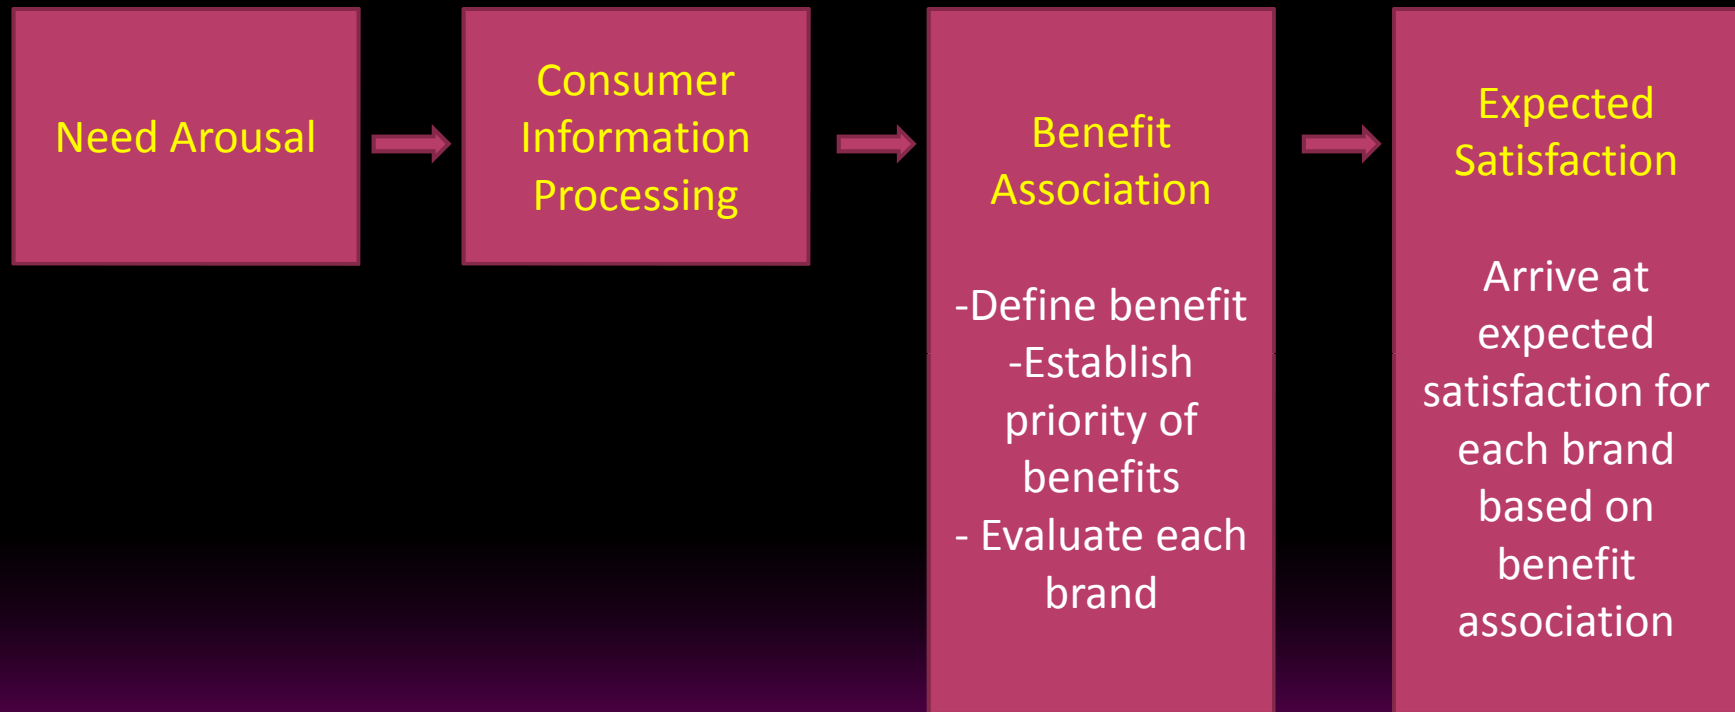 Need Arousal
Consumer
Information
Processing
Benefit
Association
-Define benefit
-Establish
priority of
benefits
- Evaluate each
brand
Expected
Satisfaction
Arrive at
expected
satisfaction for
each brand
based on
benefit
association